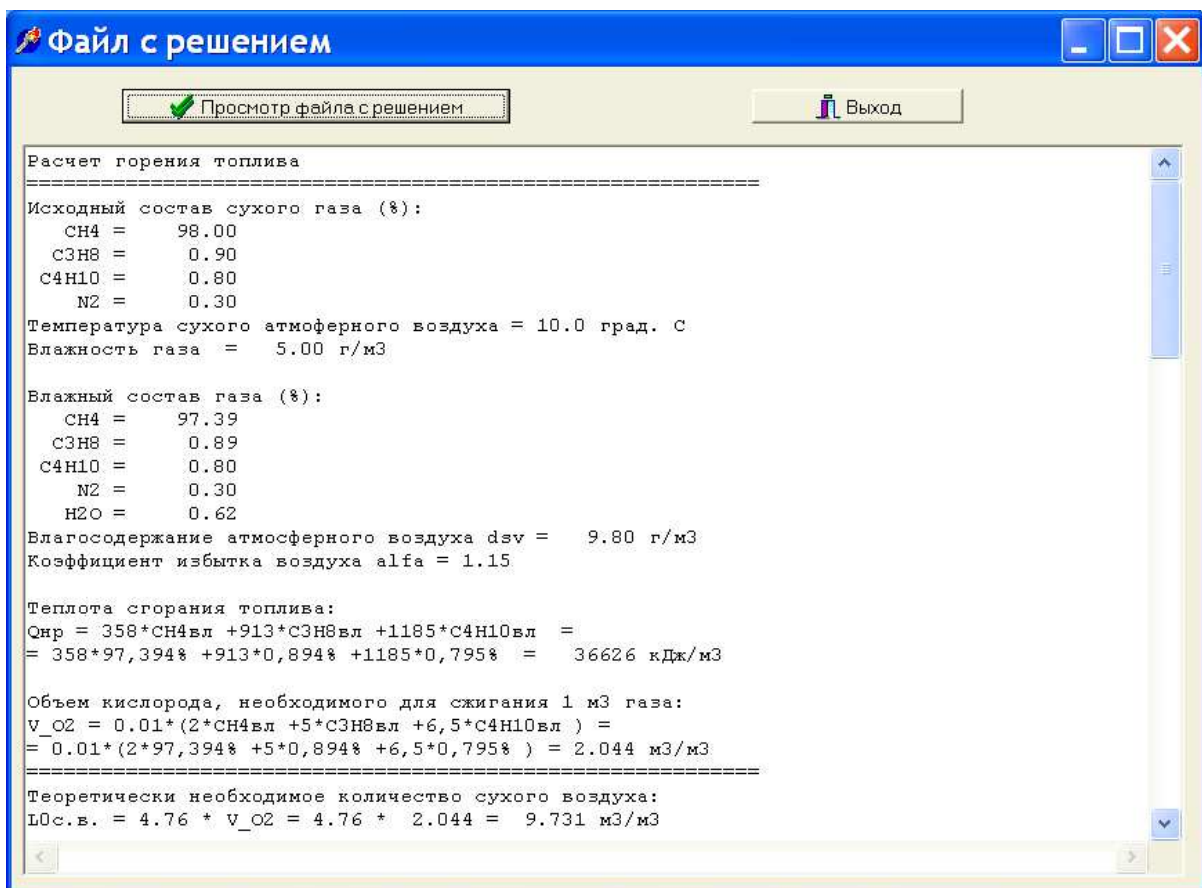 Файл с решением
Просмотр файла с решением
Выход
Расчет горения топлива
===========================================================
Исходный состав сухого газа (%):
CH4 = 98.00
C3H8 = 0.90
C4H10 = 0.80
N2 = 0.30
Температура сухого атмоферного воздуха = 10.0 град. С
Влажность газа = 5.00 г/м3
Влажный состав газа (%):
CH4 = 97.39
C3H8 = 0.89
C4H10 = 0.80
N2 = 0.30
H2O = 0.62
Влагосодержание атмосферного воздуха dsv = 9.80 г/м3
Коэффициент избытка воздуха alfa = 1.15
Теплота сгорания топлива:
Qнр = 358*CH4вл +913*C3H8вл +1185*C4H10вл =
= 358*97,394% +913*0,894% +1185*0,795% = 36626 кДж/м3
Объем кислорода, необходимого для сжигания 1 м3 газа:
V_O2 = 0.01*(2*CH4вл +5*C3H8вл +6,5*C4H10вл ) =
= 0.01*(2*97,394% +5*0,894% +6,5*0,795% ) = 2.044 м3/м3
===========================================================
Теоретически необходимое количество сухого воздуха:
L0с.в. = 4.76 * V_O2 = 4.76 * 2.044 = 9.731 м3/м3